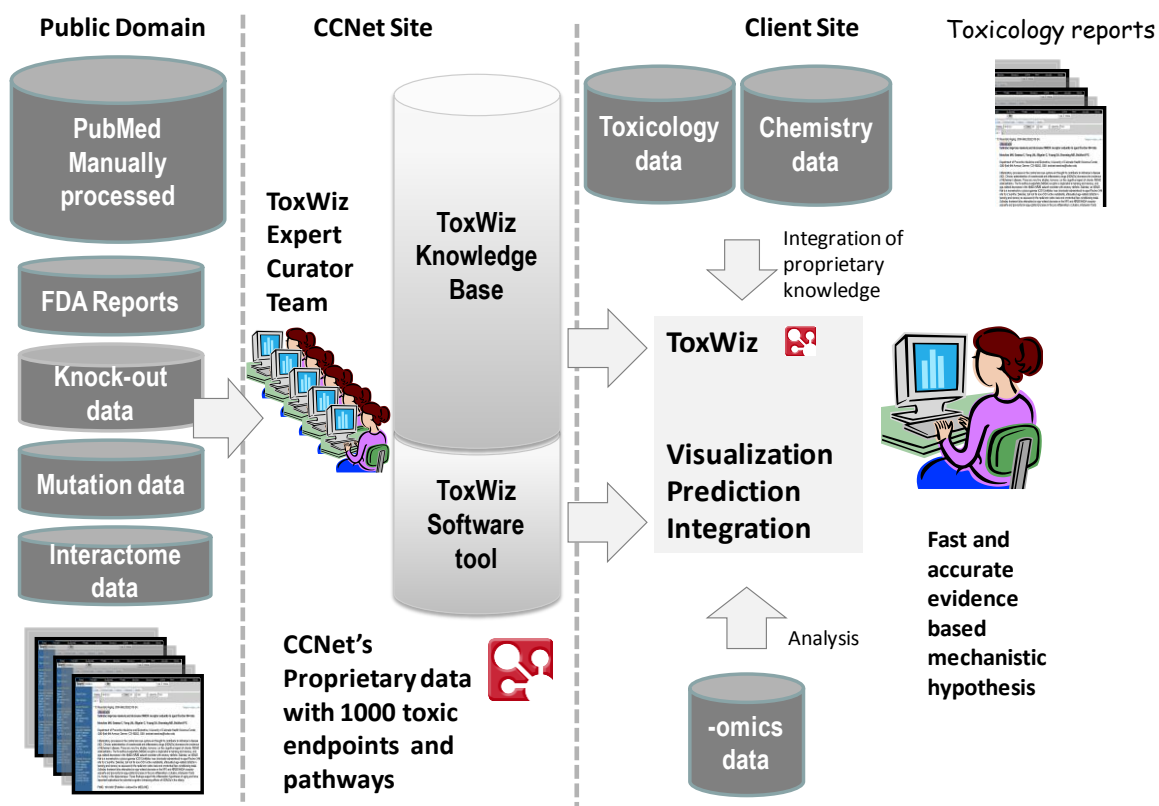 Public Domain
CCNet Site
Client Site
Toxicology reports
PubMed
Manually
processed
FDA Reports
Knock-out
data
Mutation data
Interactome
data
ToxWiz
Expert
Curator
Team
ToxWiz
Knowledge
Base
ToxWiz
Software
tool
CCNet's
Proprietary data
with 1000 toxic
endpoints and
pathways
Toxicology
data
Chemistry
data
Integration of
proprietary
knowledge
ToxWiz
Visualization
Prediction
Integration
Analysis
-omics
data
Fast and
accurate
evidence
based
mechanistic
hypothesis